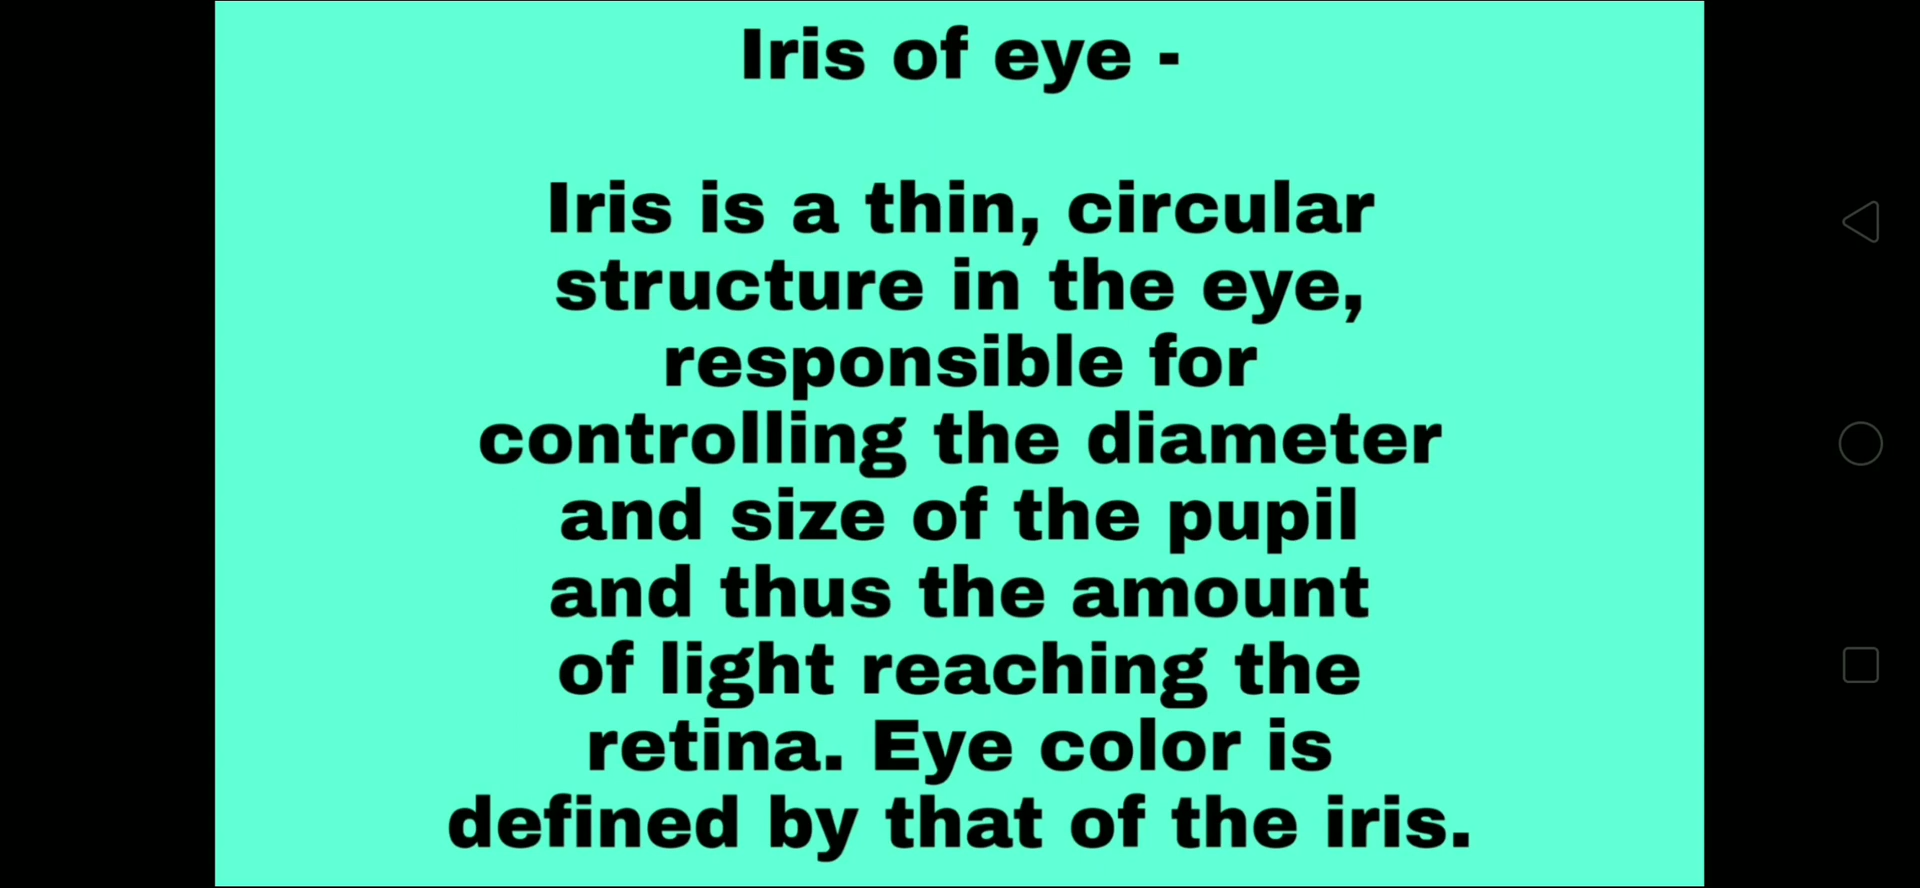 Iris of eye -
Iris is a thin, circular
structure in the eye,
responsible for
controlling the diameter
and size of the pupil
and thus the amount
of light reaching the
retina. Eye color is
defined by that of the iris.